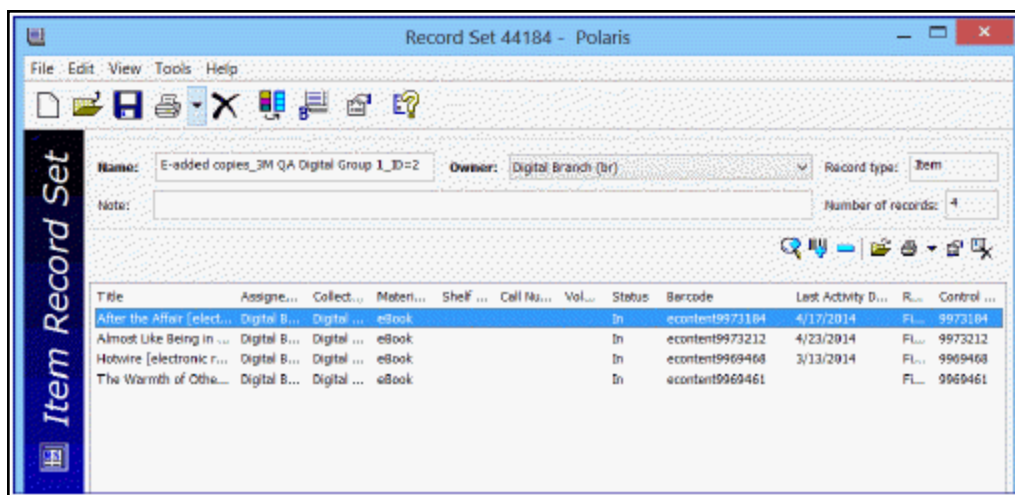 Record Set 44184 - Polaris
File Edit View Tools Help
Name: E-added copies_3M QA Digital Group 1_ID=2 Owner: Digital Branch (br) Record type: Item
Note: Number of records: 4
Item Record Set
Title Assigne... Collect... Materi... Shelf ... Call Nu... Vol... Status Barcode Last Activity D... R... Control ...
After the Affair [elect... Digital B... Digital ... eBook In econtent9973184 4/17/2014 Fi... 9973184
Almost Like Being in ... Digital B... Digital ... eBook In econtent9973212 4/23/2014 Fi... 9973212
Hotwire [electronic r... Digital B... Digital ... eBook In econtent9969468 3/13/2014 Fi... 9969468
The Warmth of Othe... Digital B... Digital ... eBook In econtent9969461 Fi... 9969461